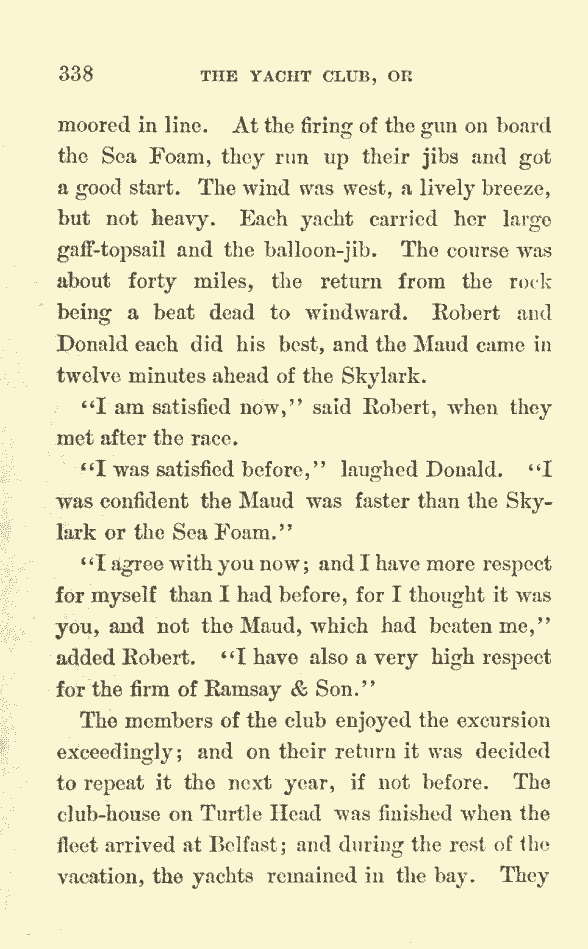 338 THE YACHT CLUB, OR
moored in line. At the firing of the gun on board
the Sea Foam, they run up their jibs and got
a good start. The wind was west, a lively breeze,
but not heavy. Each yacht carried her large
gaff-topsail and the balloon-jib. The course was
about forty miles, the return from the rock
being a beat dead to windward. Robert and
Donald each did his best, and the Maud came in
twelve minutes ahead of the Skylark.
"I am satisfied now," said Robert, when they
met after the race.
"I was satisfied before," laughed Donald. "I
was confident the Maud was faster than the Sky-
lark or the Sea Foam."
"I agree with you now; and I have more respect
for myself than I had before, for I thought it was
you, and not the Maud, which had beaten me,"
added Robert. "I have also a very high respect
for the firm of Ramsay & Son."
The members of the club enjoyed the excursion
exceedingly; and on their return it was decided
to repeat it the next year, if not before. The
club-house on Turtle Head was finished when the
fleet arrived at Belfast; and during the rest of the
vacation, the yachts remained in the bay. They